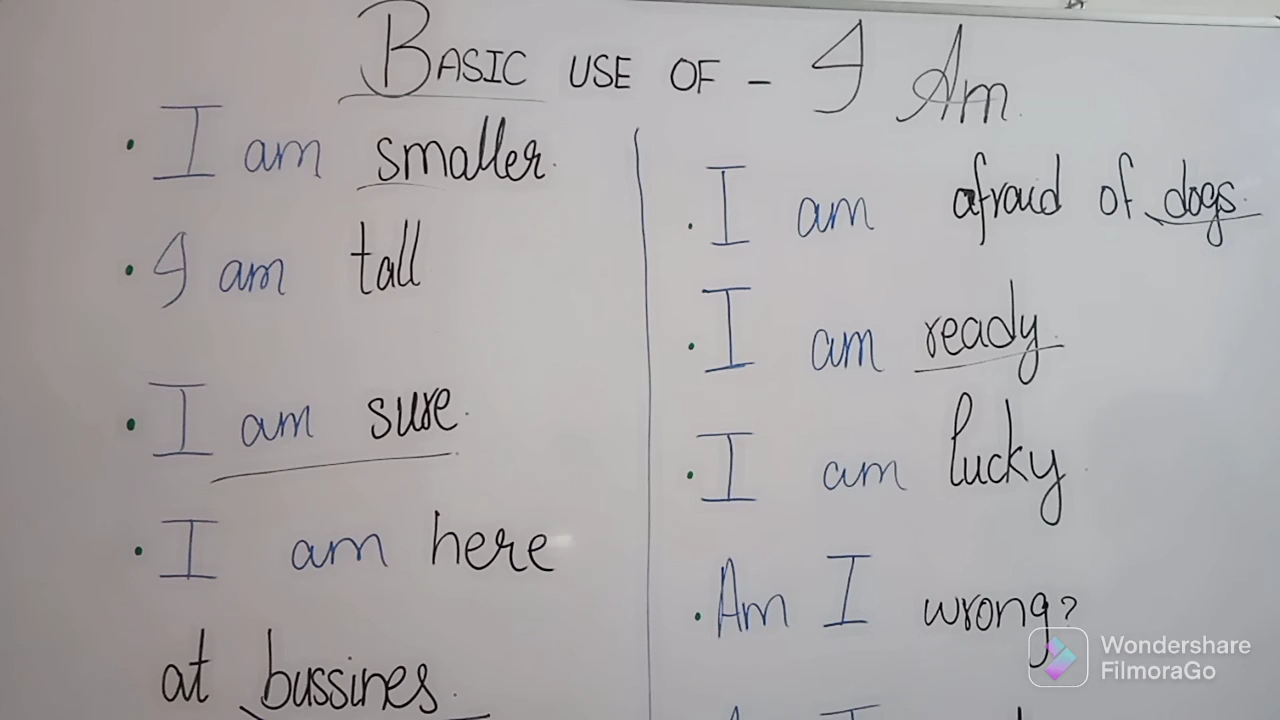 BASIC USE OF - I Am
• I am smaller.
• I am tall
• I am sure.
• I am here
at bussines.
• I am afraid of dogs.
• I am ready.
• I am lucky
• Am I wrong?
Wondershare
FilmoraGo